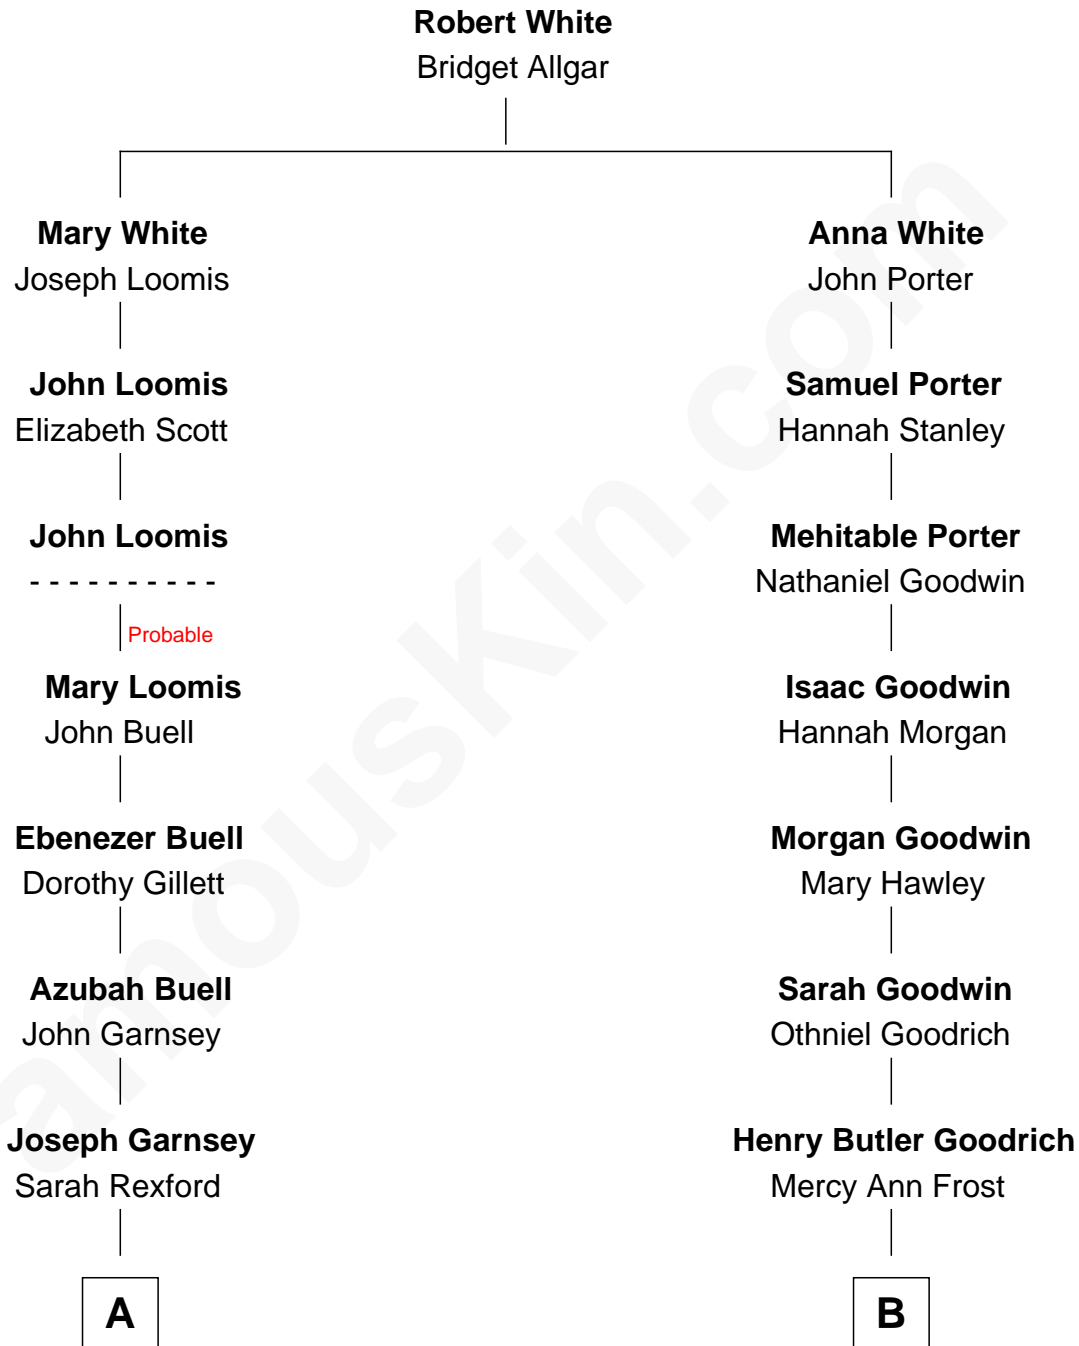 Robert White
Bridget Allgar
Mary White
Joseph Loomis
Anna White
John Porter
John Loomis
Elizabeth Scott
Samuel Porter
Hannah Stanley
John Loomis
- - - - - - - - - -
Mehitable Porter
Nathaniel Goodwin
Probable
Mary Loomis
John Buell
Isaac Goodwin
Hannah Morgan
Ebenezer Buell
Dorothy Gillett
Morgan Goodwin
Mary Hawley
Azubah Buell
John Garnsey
Sarah Goodwin
Othniel Goodrich
Joseph Garnsey
Sarah Rexford
Henry Butler Goodrich
Mercy Ann Frost
A
B
amouskin.com